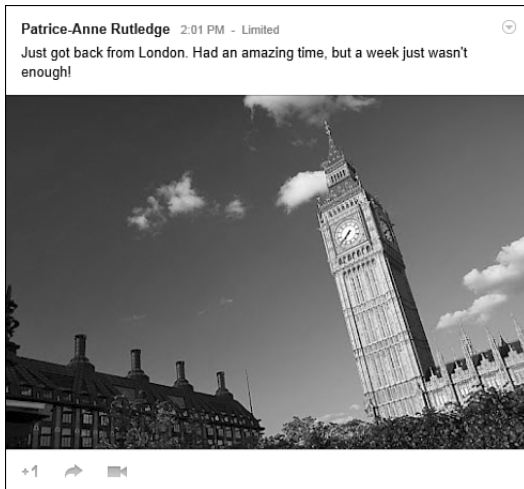 Patrice-Anne Rutledge 2:01 PM - Limited
Just got back from London. Had an amazing time, but a week just wasn't
enough!
+1